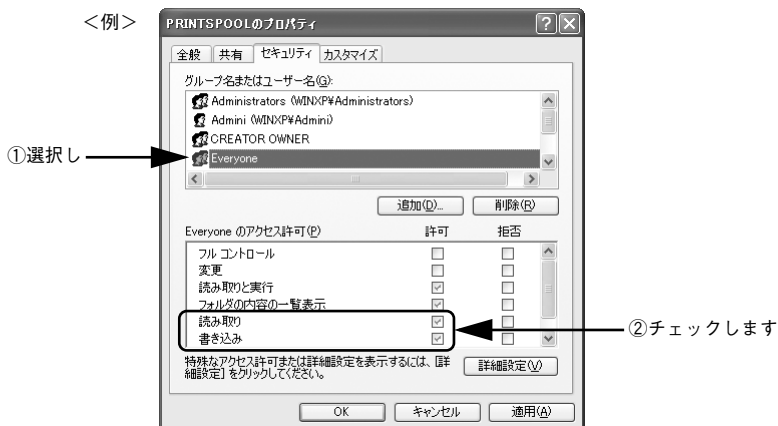 <例>
PRINTSPOOLのプロパティ
全般 共有 セキュリティ カスタマイズ
グループ名またはユーザー名(G):
Administrators (WINXP¥Administrators)
Admini (WINXP¥Admini)
CREATOR OWNER
①選択し
Everyone
追加(D)... 削除(R)
Everyone のアクセス許可(P) 許可 拒否
フル コントロール
変更
読み取りと実行
フォルダの内容の一覧表示
読み取り
②チェックします
書き込み
特殊なアクセス許可または詳細設定を表示するには、[詳
細設定] をクリックしてください。
詳細設定(V)
OK キャンセル 適用(A)